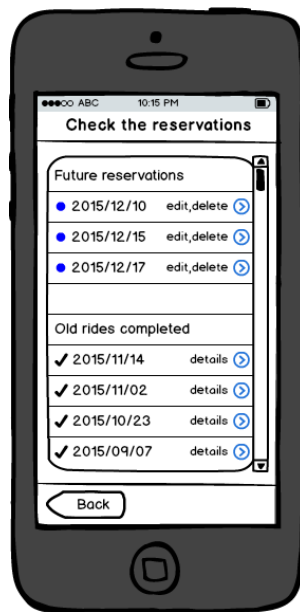 ABC 10:15 PM
Check the reservations
Future reservations
2015/12/10 edit,delete
2015/12/15 edit,delete
2015/12/17 edit,delete
Old rides completed
2015/11/14 details
2015/11/02 details
2015/10/23 details
2015/09/07 details
Back